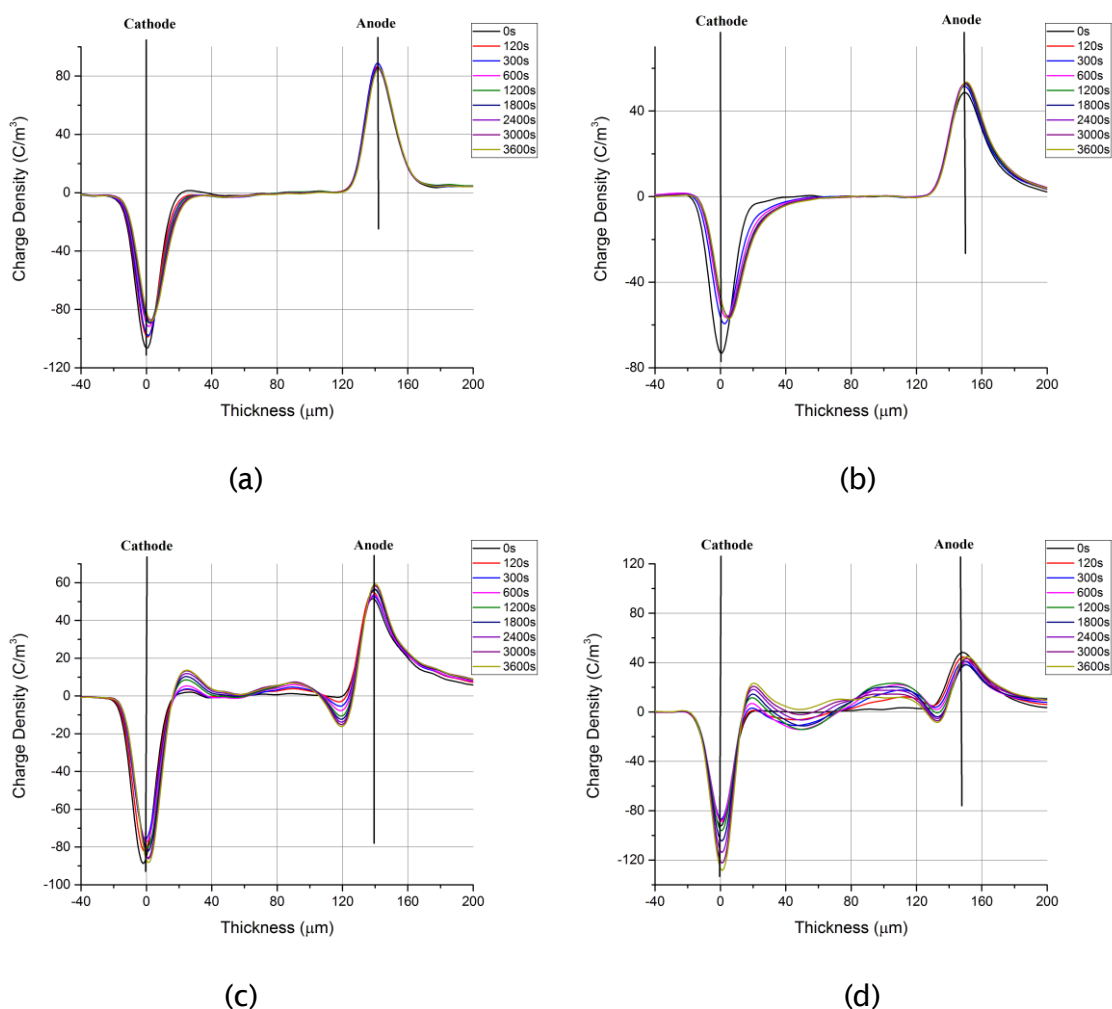 Cathode
Anode
0s
120s
300s
600s
1200s
1800s
2400s
3000s
3600s
Charge Density (C/m³)
80
40
0
-40
-80
-120
-40 0 40 80 120 160 200
Thickness (μm)
(a)
Cathode
Anode
0s
120s
300s
600s
1200s
1800s
2400s
3000s
3600s
Charge Density (C/m³)
40
0
-40
-80
-40 0 40 80 120 160 200
Thickness (μm)
(b)
Cathode
Anode
0s
120s
300s
600s
1200s
1800s
2400s
3000s
3600s
Charge Density (C/m³)
60
40
20
0
-20
-40
-60
-80
-100
-40 0 40 80 120 160 200
Thickness (μm)
(c)
Cathode
Anode
0s
120s
300s
600s
1200s
1800s
2400s
3000s
3600s
Charge Density (C/m³)
120
80
40
0
-40
-80
-120
-40 0 40 80 120 160 200
Thickness (μm)
(d)